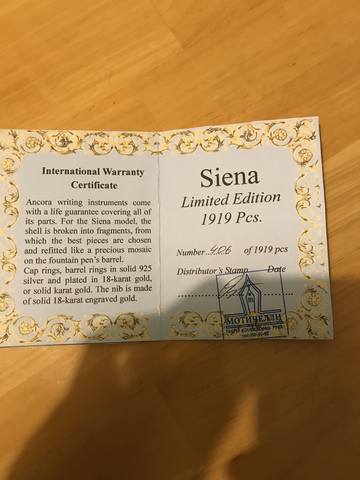 International Warranty
Certificate
Ancora writing instruments come
with a life guarantee covering all of
its parts. For the Siena model, the
shell is broken into fragments, from
which the best pieces are chosen
and refitted like a precious mosaic
on the fountain pen's barrel.
Cap rings, barrel rings in solid 925
silver and plated in 18-karat gold,
or solid karat gold. The nib is made
of solid 18-karat engraved gold.
Siena
Limited Edition
1919 Pcs.
Number of 1919 pcs
Distributor's Stamp Date
МОТИЧЕЛЛИ